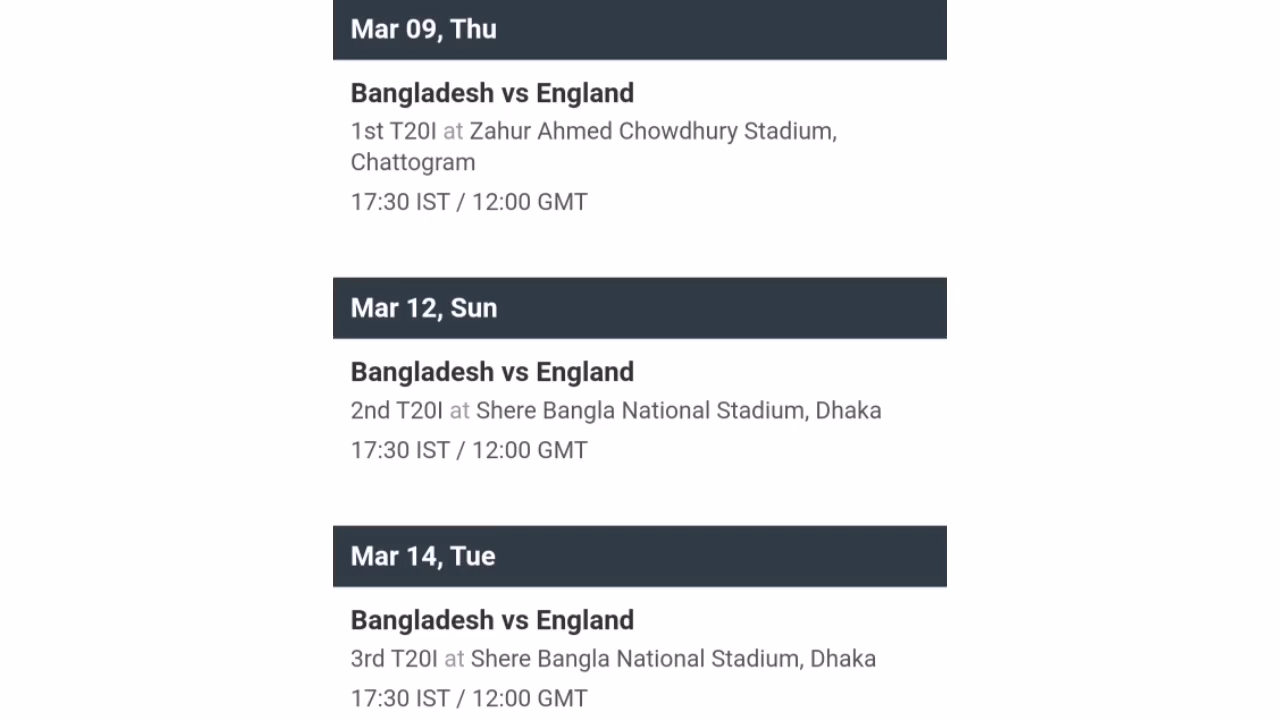 Mar 09, Thu
Bangladesh vs England
1st T20I at Zahur Ahmed Chowdhury Stadium,
Chattogram
17:30 IST / 12:00 GMT
Mar 12, Sun
Bangladesh vs England
2nd T20I at Shere Bangla National Stadium, Dhaka
17:30 IST / 12:00 GMT
Mar 14, Tue
Bangladesh vs England
3rd T20I at Shere Bangla National Stadium, Dhaka
17:30 IST / 12:00 GMT